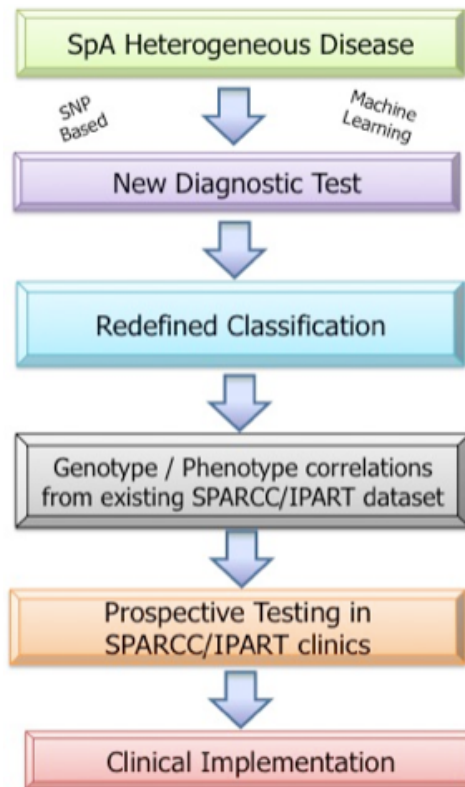 SpA Heterogeneous Disease
SNP
Based
Machine
Learning
New Diagnostic Test
Redefined Classification
Genotype / Phenotype correlations
from existing SPARCC/IPART dataset
Prospective Testing in
SPARCC/IPART clinics
Clinical Implementation